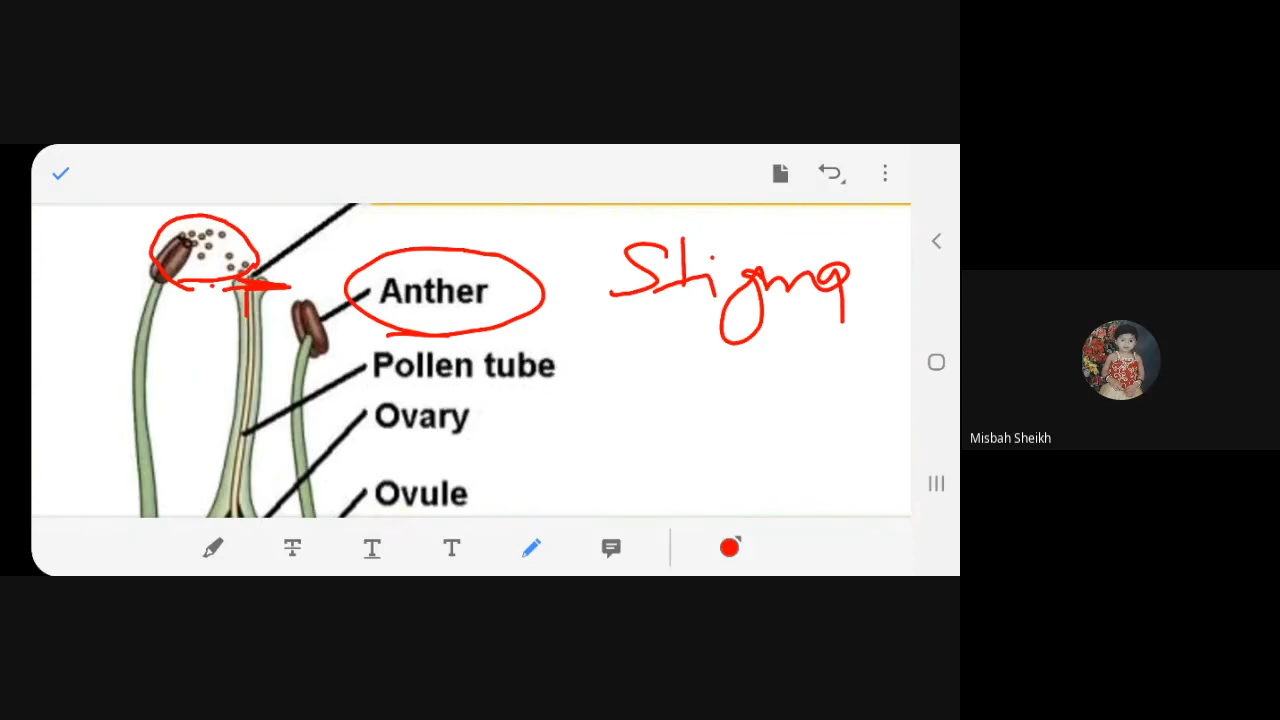 Anther
Stigma
Pollen tube
Ovary
Ovule
Misbah Sheikh